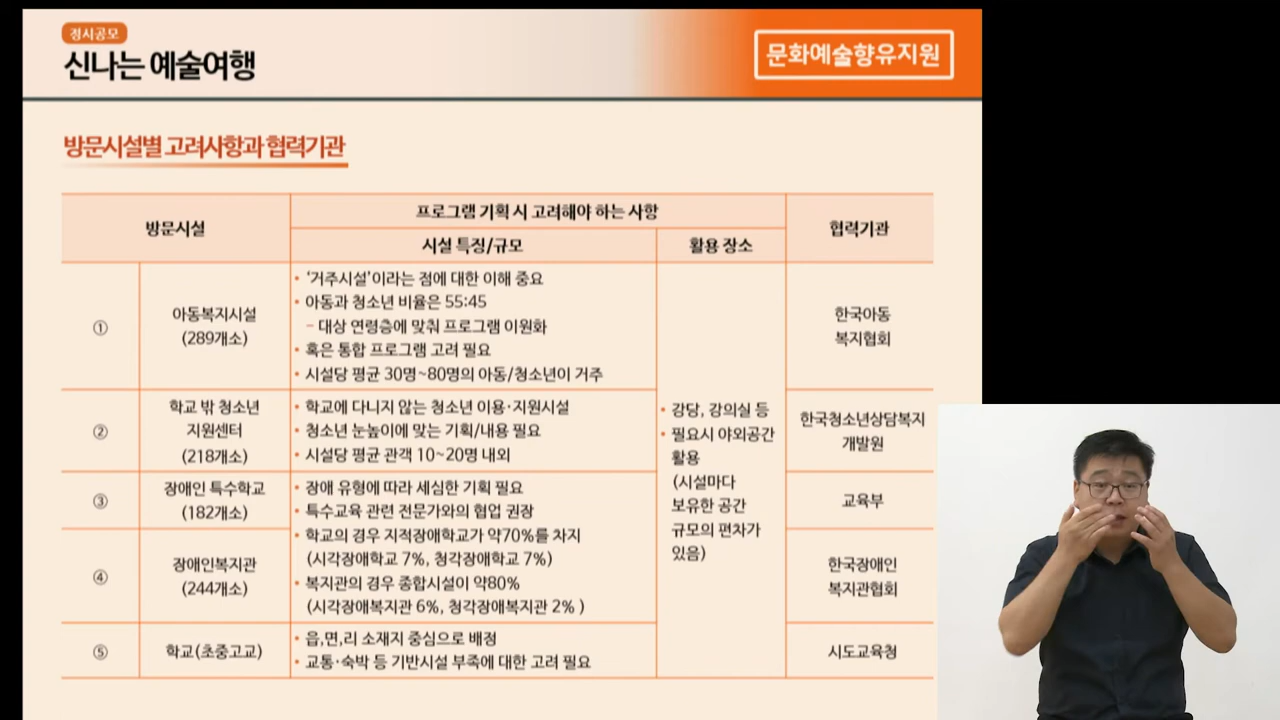 정시공모
신나는 예술여행
문화예술향유지원
방문시설별 고려사항과 협력기관
방문시설
프로그램 기획 시 고려해야 하는 사항
협력기관
시설 특징/규모
활용 장소
①
아동복지시설
(289개소)
• ‘거주시설’이라는 점에 대한 이해 중요
• 아동과 청소년 비율은 55:45
– 대상 연령층에 맞춰 프로그램 이원화
• 혹은 통합 프로그램 고려 필요
• 시설당 평균 30명~80명의 아동/청소년이 거주
한국아동
복지협회
②
학교 밖 청소년
지원센터
(218개소)
• 학교에 다니지 않는 청소년 이용·지원시설
• 청소년 눈높이에 맞는 기획/내용 필요
• 시설당 평균 관객 10~20명 내외
• 강당, 강의실 등
• 필요시 야외공간
활용
(시설마다
보유한 공간
규모의 편차가
있음)
한국청소년상담복지
개발원
③
장애인 특수학교
(182개소)
• 장애 유형에 따라 세심한 기획 필요
• 특수교육 관련 전문가와의 협업 권장
• 학교의 경우 지적장애학교가 약70%를 차지
(시각장애학교 7%, 청각장애학교 7%)
• 복지관의 경우 종합시설이 약80%
(시각장애복지관 6%, 청각장애복지관 2% )
교육부
④
장애인복지관
(244개소)
한국장애인
복지관협회
⑤
학교(초중고교)
• 읍,면,리 소재지 중심으로 배정
• 교통·숙박 등 기반시설 부족에 대한 고려 필요
시도교육청